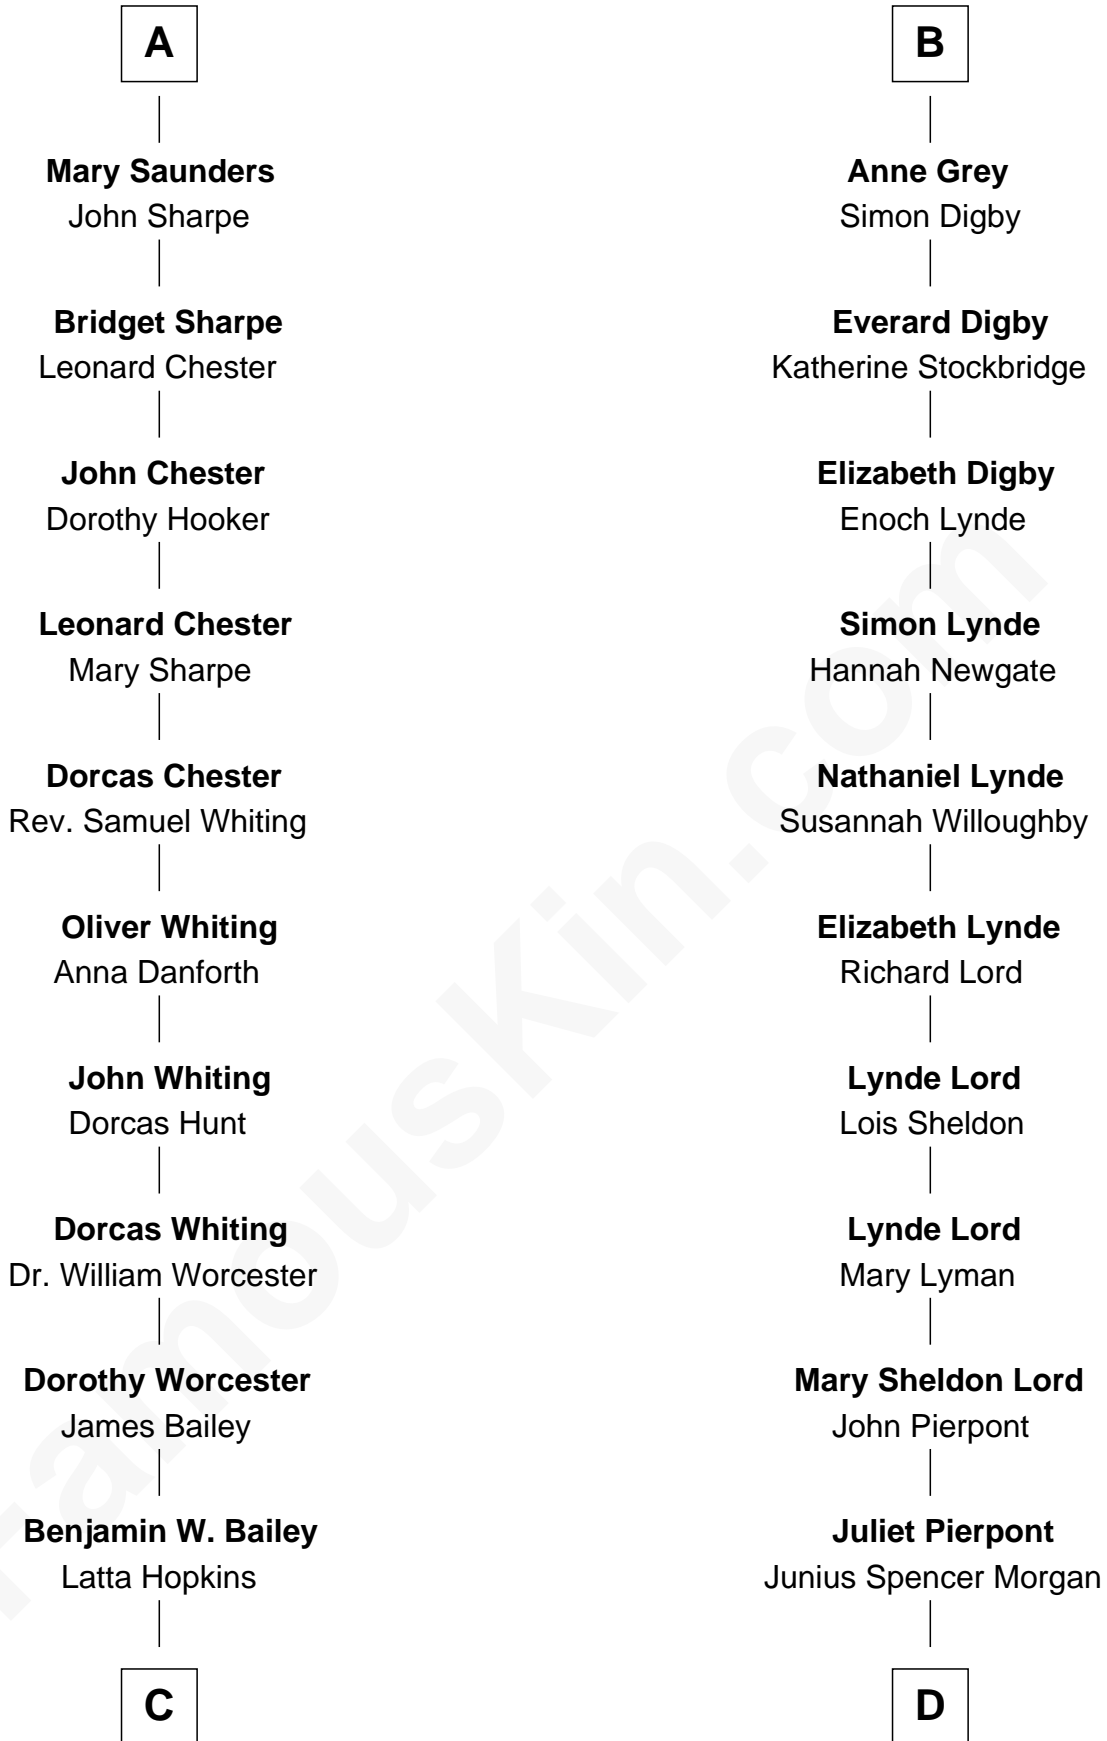 A
Mary Saunders
John Sharpe
Bridget Sharpe
Leonard Chester
John Chester
Dorothy Hooker
Leonard Chester
Mary Sharpe
Dorcas Chester
Rev. Samuel Whiting
Oliver Whiting
Anna Danforth
John Whiting
Dorcas Hunt
Dorcas Whiting
Dr. William Worcester
Dorothy Worcester
James Bailey
Benjamin W. Bailey
Latta Hopkins
C
B
Anne Grey
Simon Digby
Everard Digby
Katherine Stockbridge
Elizabeth Digby
Enoch Lynde
Simon Lynde
Hannah Newgate
Nathaniel Lynde
Susannah Willoughby
Elizabeth Lynde
Richard Lord
Lynde Lord
Lois Sheldon
Lynde Lord
Mary Lyman
Mary Sheldon Lord
John Pierpont
Juliet Pierpont
Junius Spencer Morgan
D
FamousKin.com